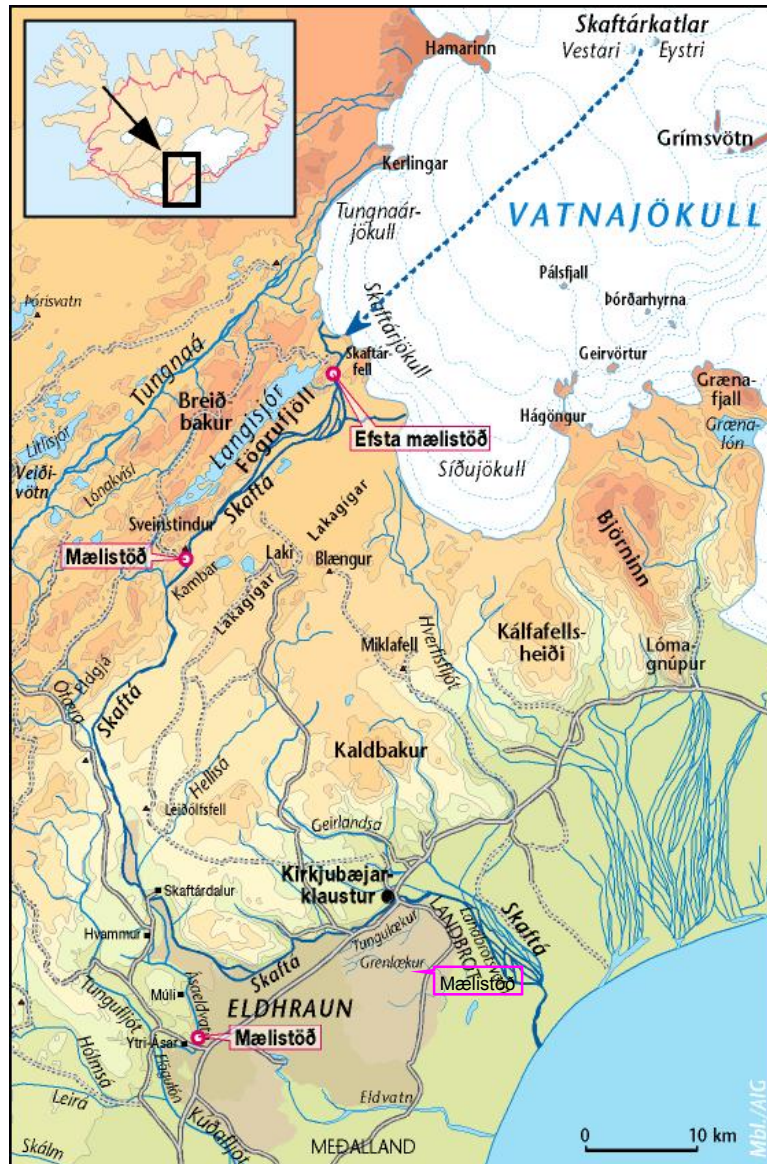 Skaftárkatlar
Vestari
Eystri
Hamarinn
Grímsvötn
Kerlingar
VATNAJÖKULL
Tungnaár-
jökull
Pálsfjall
Þórðarhyrna
Þórisvatn
Skaftárjökull
Skaftár-
fell
Geirvörtur
Tungnaá
Græna-
fjall
Breið
bakur
Langisjór
Fögrufjöll
Efsta mælistöð
Hágöngur
Græna-
lón
Litlisjór
Veiði-
vötn
Lónakvísl
Síðujökull
Skaftá
Sveinstindur
Lakagígar
Björninn
Mælistöð
Laki
Blængur
Kambar
Lakagígar
Hverfisfljót
Kálfafells-
heiði
Miklafell
Lóma-
gnúpur
Eldgjá
Ófæra
Skaftá
Kaldbakur
Hellisá
Leiðólfsfell
Geirlandsá
Kirkjubæjar-
klaustur
Skaftárdalur
Skaftá
Hvammur
Tungulækur
LANDBROT
Skaftá
Grenlækur
Mælistöð
Tungufljót
Múli
Ásaeldvatn
ELDHRAUN
Ytri-Ásar
Mælistöð
Hólmsá
Flögulón
Leirá
Eldvatn
Kúðafljót
Skálm
MEÐALLAND
0 10 km
Mbl./AIG